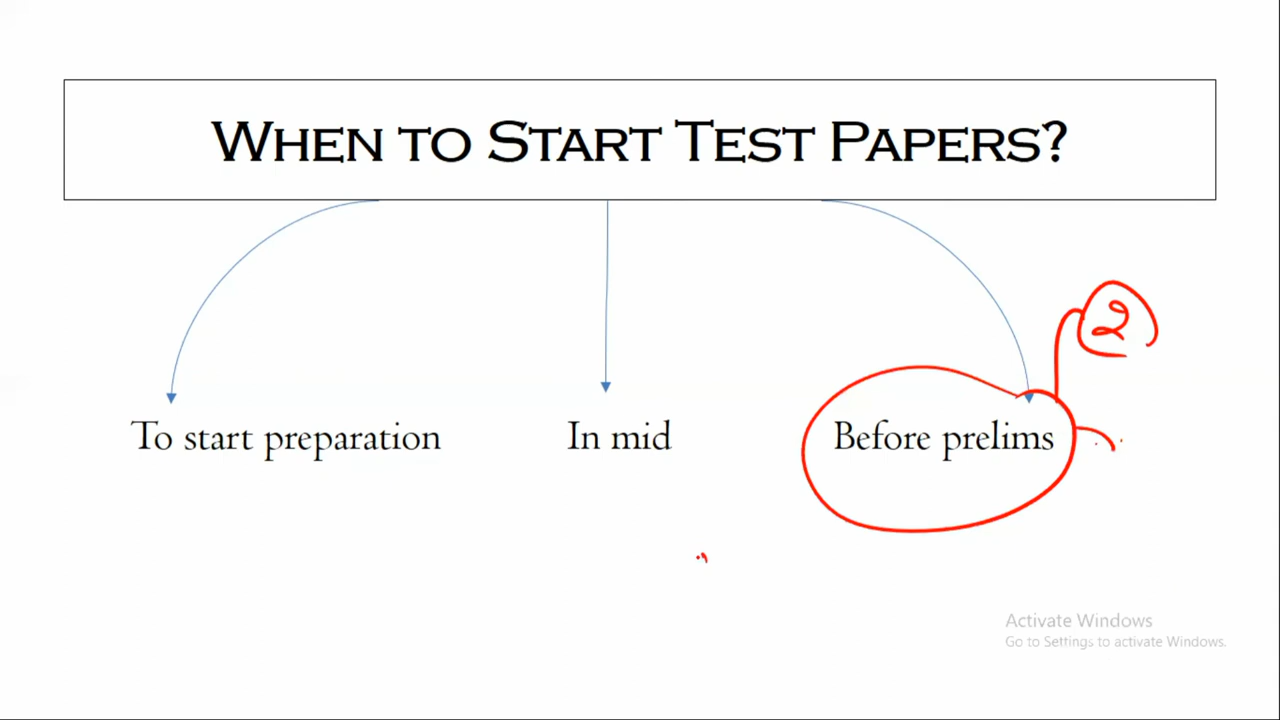 WHEN TO START TEST PAPERS?
2
To start preparation
In mid
Before prelims
Activate Windows
Go to Settings to activate Windows.